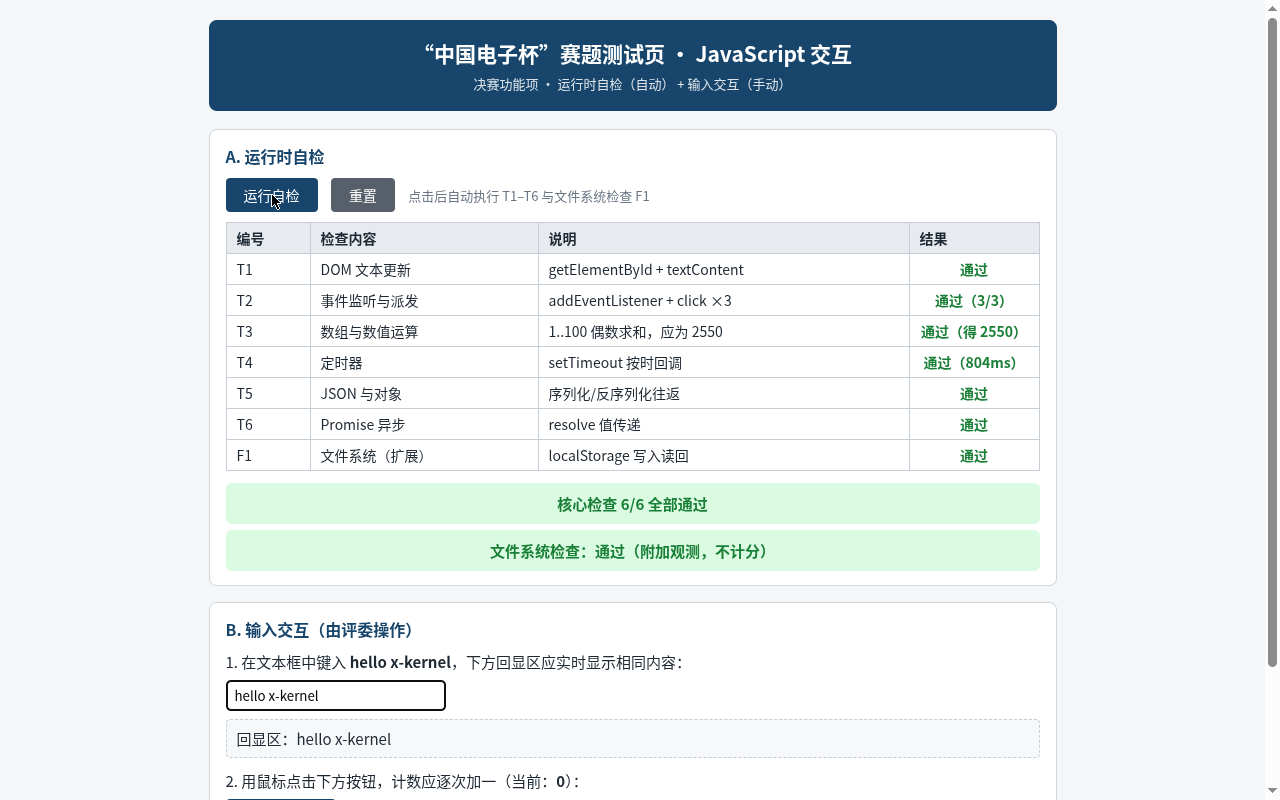 “中国电子杯”赛题测试页 · JavaScript 交互
决赛功能项 · 运行时自检（自动） + 输入交互（手动）
A. 运行时自检
运行自检 重置 点击后自动执行 T1–T6 与文件系统检查 F1
编号 检查内容 说明 结果
T1 DOM 文本更新 getElementById + textContent 通过
T2 事件监听与派发 addEventListener + click ×3 通过（3/3）
T3 数组与数值运算 1..100 偶数求和，应为 2550 通过（得 2550）
T4 定时器 setTimeout 按时回调 通过（804ms）
T5 JSON 与对象 序列化/反序列化往返 通过
T6 Promise 异步 resolve 值传递 通过
F1 文件系统（扩展） localStorage 写入读回 通过
核心检查 6/6 全部通过
文件系统检查：通过（附加观测，不计分）
B. 输入交互（由评委操作）
1. 在文本框中键入 hello x-kernel，下方回显区应实时显示相同内容：
hello x-kernel
回显区：hello x-kernel
2. 用鼠标点击下方按钮，计数应逐次加一（当前：0）：